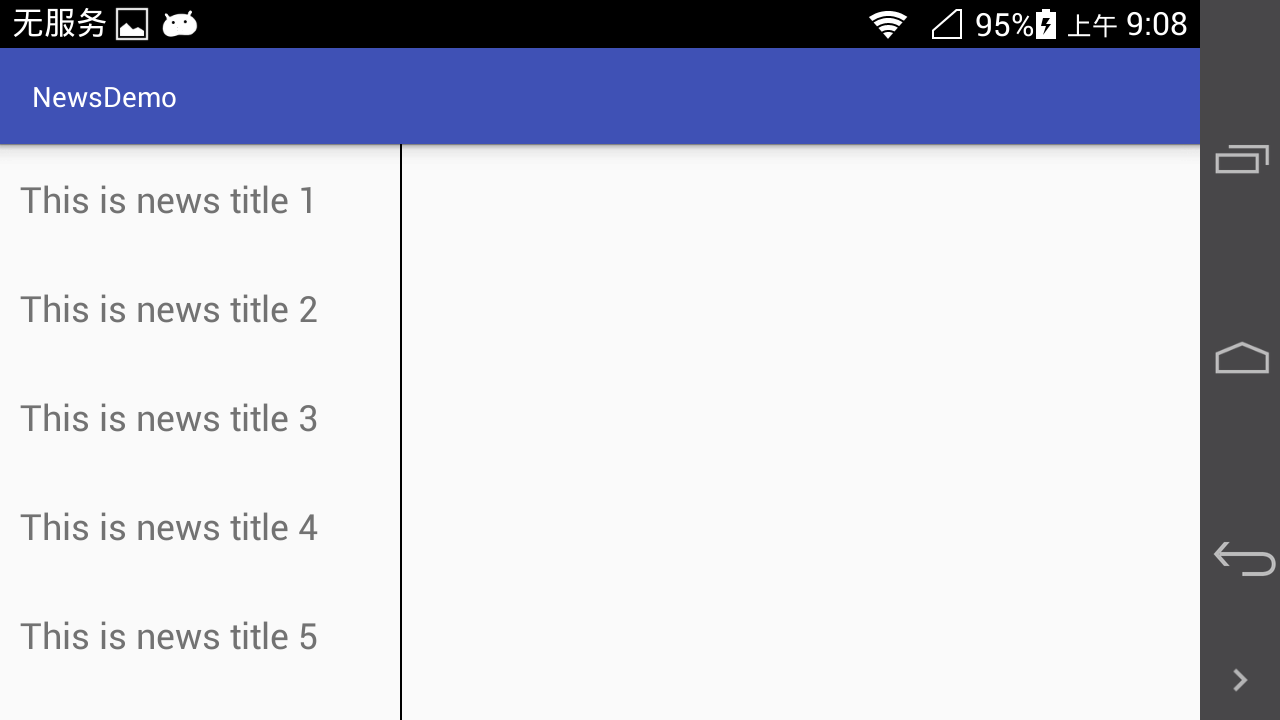 无服务 95% 上午 9:08
NewsDemo
This is news title 1
This is news title 2
This is news title 3
This is news title 4
This is news title 5